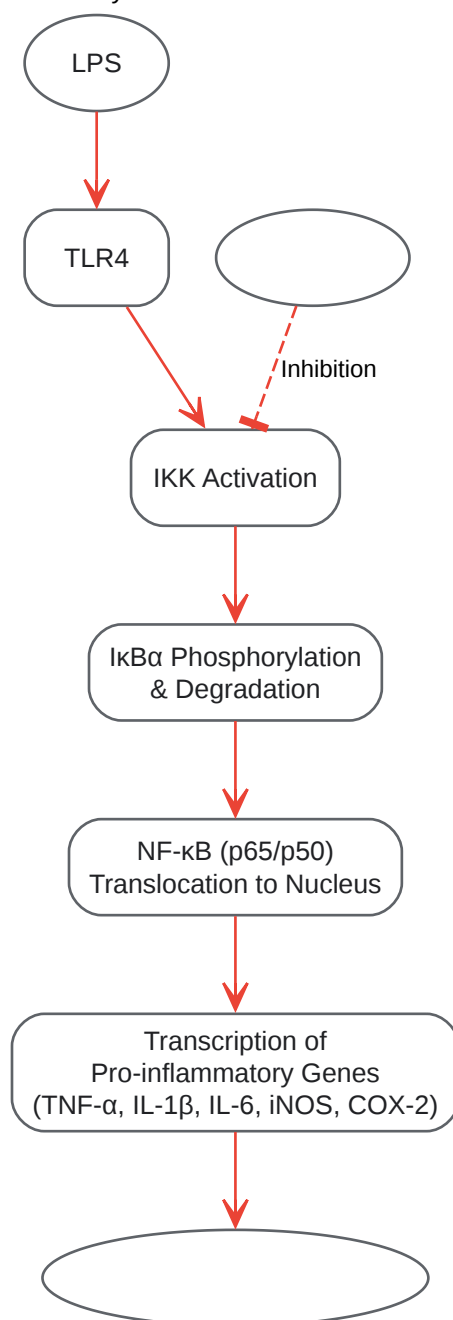 LPS
TLR4
Inhibition
IKK Activation
IκBα Phosphorylation
& Degradation
NF-κB (p65/p50)
Translocation to Nucleus
Transcription of
Pro-inflammatory Genes
(TNF-α, IL-1β, IL-6, iNOS, COX-2)